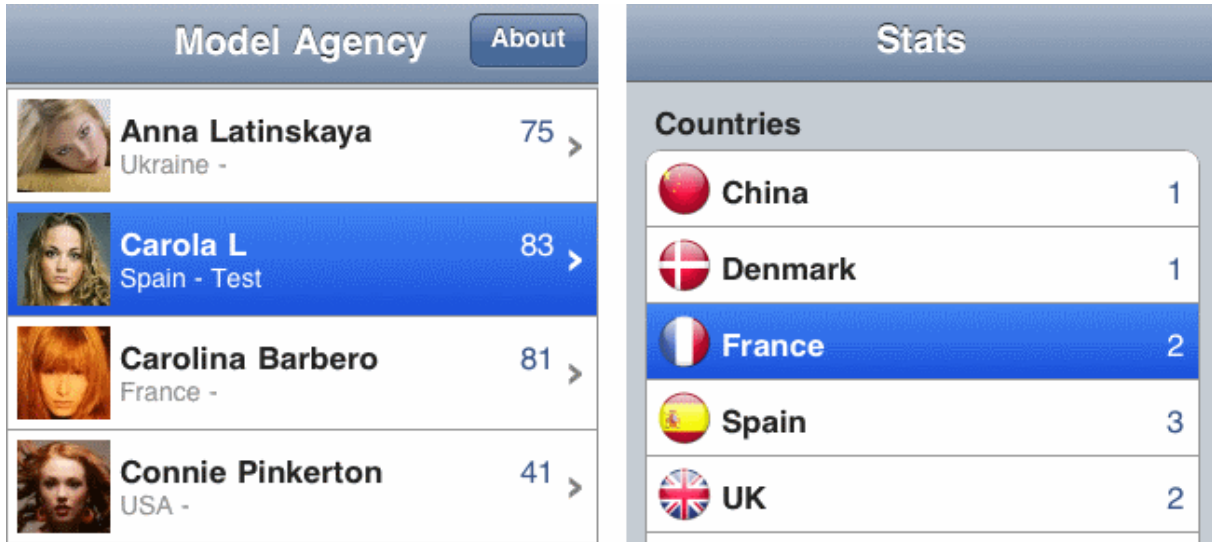 Model Agency
About
Anna Latinskaya
75
Ukraine -
Carola L
83
Spain - Test
Carolina Barbero
81
France -
Connie Pinkerton
41
USA -
Stats
Countries
China
1
Denmark
1
France
2
Spain
3
UK
2